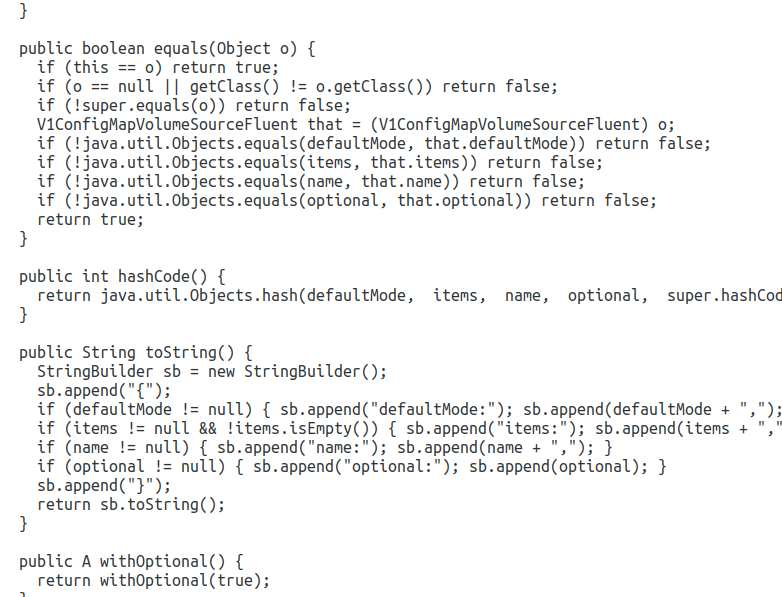 }
public boolean equals(Object o) {
if (this == o) return true;
if (o == null || getClass() != o.getClass()) return false;
if (!super.equals(o)) return false;
V1ConfigMapVolumeSourceFluent that = (V1ConfigMapVolumeSourceFluent) o;
if (!java.util.Objects.equals(defaultMode, that.defaultMode)) return false;
if (!java.util.Objects.equals(items, that.items)) return false;
if (!java.util.Objects.equals(name, that.name)) return false;
if (!java.util.Objects.equals(optional, that.optional)) return false;
return true;
}
public int hashCode() {
return java.util.Objects.hash(defaultMode,  items,  name,  optional,  super.hashCod
}
public String toString() {
StringBuilder sb = new StringBuilder();
sb.append("{");
if (defaultMode != null) { sb.append("defaultMode:"); sb.append(defaultMode + ",");
if (items != null && !items.isEmpty()) { sb.append("items:"); sb.append(items + ","
if (name != null) { sb.append("name:"); sb.append(name + ","); }
if (optional != null) { sb.append("optional:"); sb.append(optional); }
sb.append("}");
return sb.toString();
}
public A withOptional() {
return withOptional(true);
}